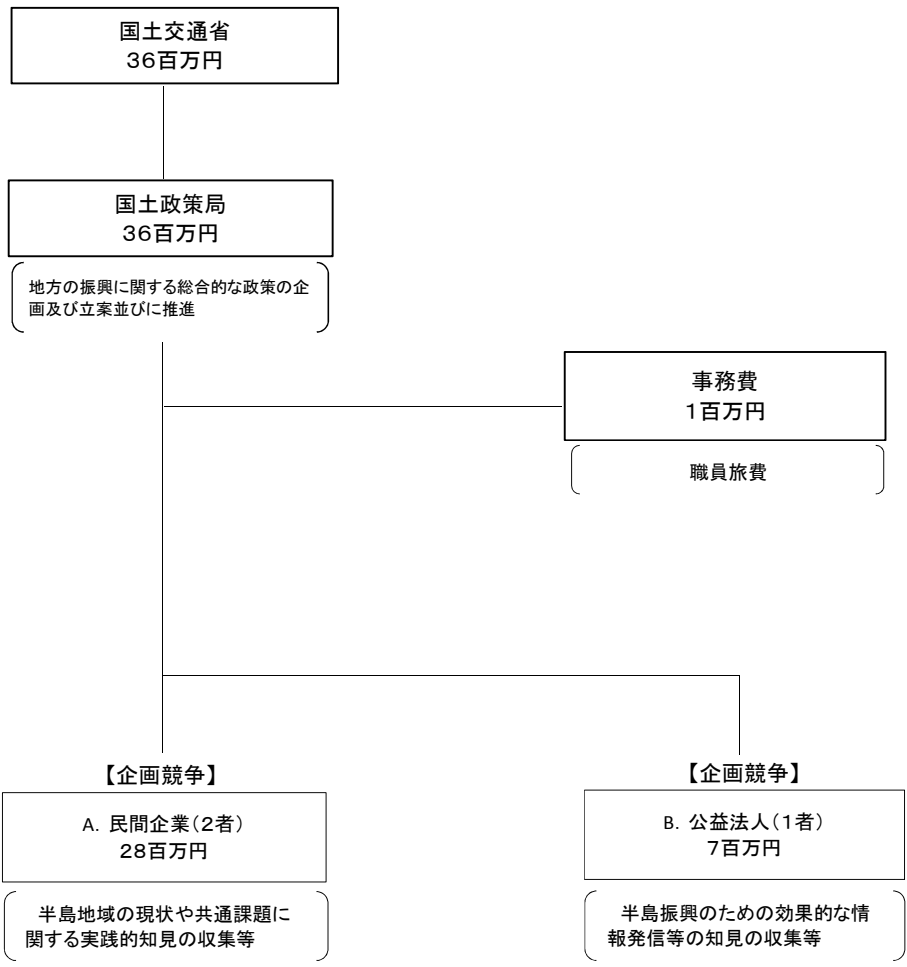 国土交通省
36百万円
国土政策局
36百万円
地方の振興に関する総合的な政策の企
画及び立案並びに推進
事務費
1百万円
職員旅費
【企画競争】
A. 民間企業(2者)
28百万円
半島地域の現状や共通課題に
関する実践的知見の収集等
【企画競争】
B. 公益法人(1者)
7百万円
半島振興のための効果的な情
報発信等の知見の収集等